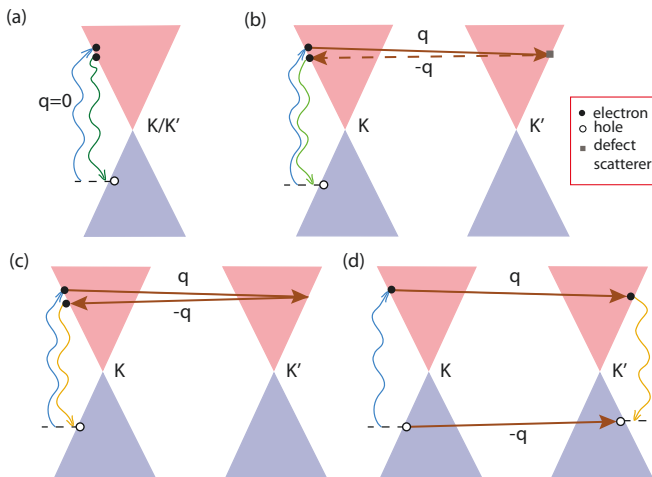 (a)
q=0
K/K′
(b)
q
-q
K
K′
electron
hole
defect
scatterer
(c)
q
-q
K
K′
(d)
q
K
K′
-q